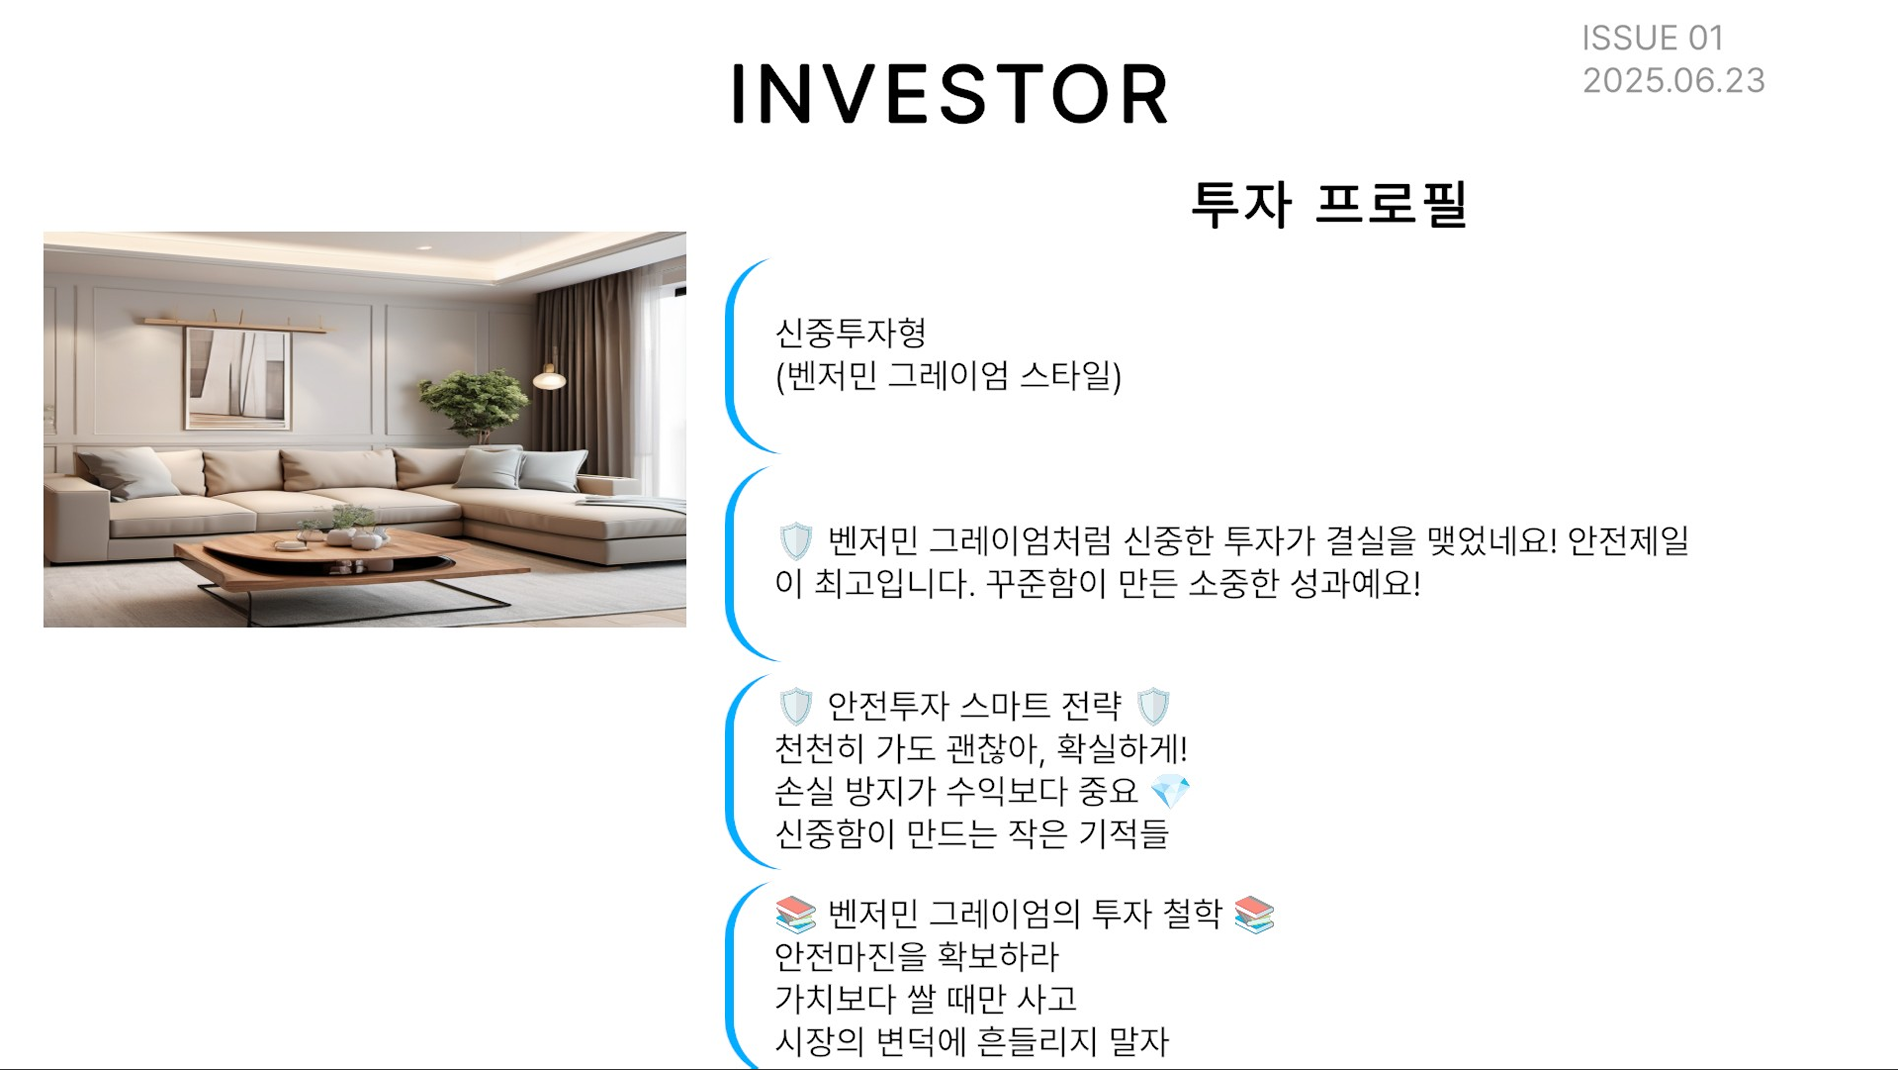 ISSUE 01
2025.06.23
INVESTOR
투자 프로필
신중투자형
(벤저민 그레이엄 스타일)
🛡️ 벤저민 그레이엄처럼 신중한 투자가 결실을 맺었네요! 안전제일
이 최고입니다. 꾸준함이 만든 소중한 성과예요!
🛡️ 안전투자 스마트 전략 🛡️
천천히 가도 괜찮아, 확실하게!
손실 방지가 수익보다 중요 💎
신중함이 만드는 작은 기적들
📚 벤저민 그레이엄의 투자 철학 📚
안전마진을 확보하라
가치보다 쌀 때만 사고
시장의 변덕에 흔들리지 말자